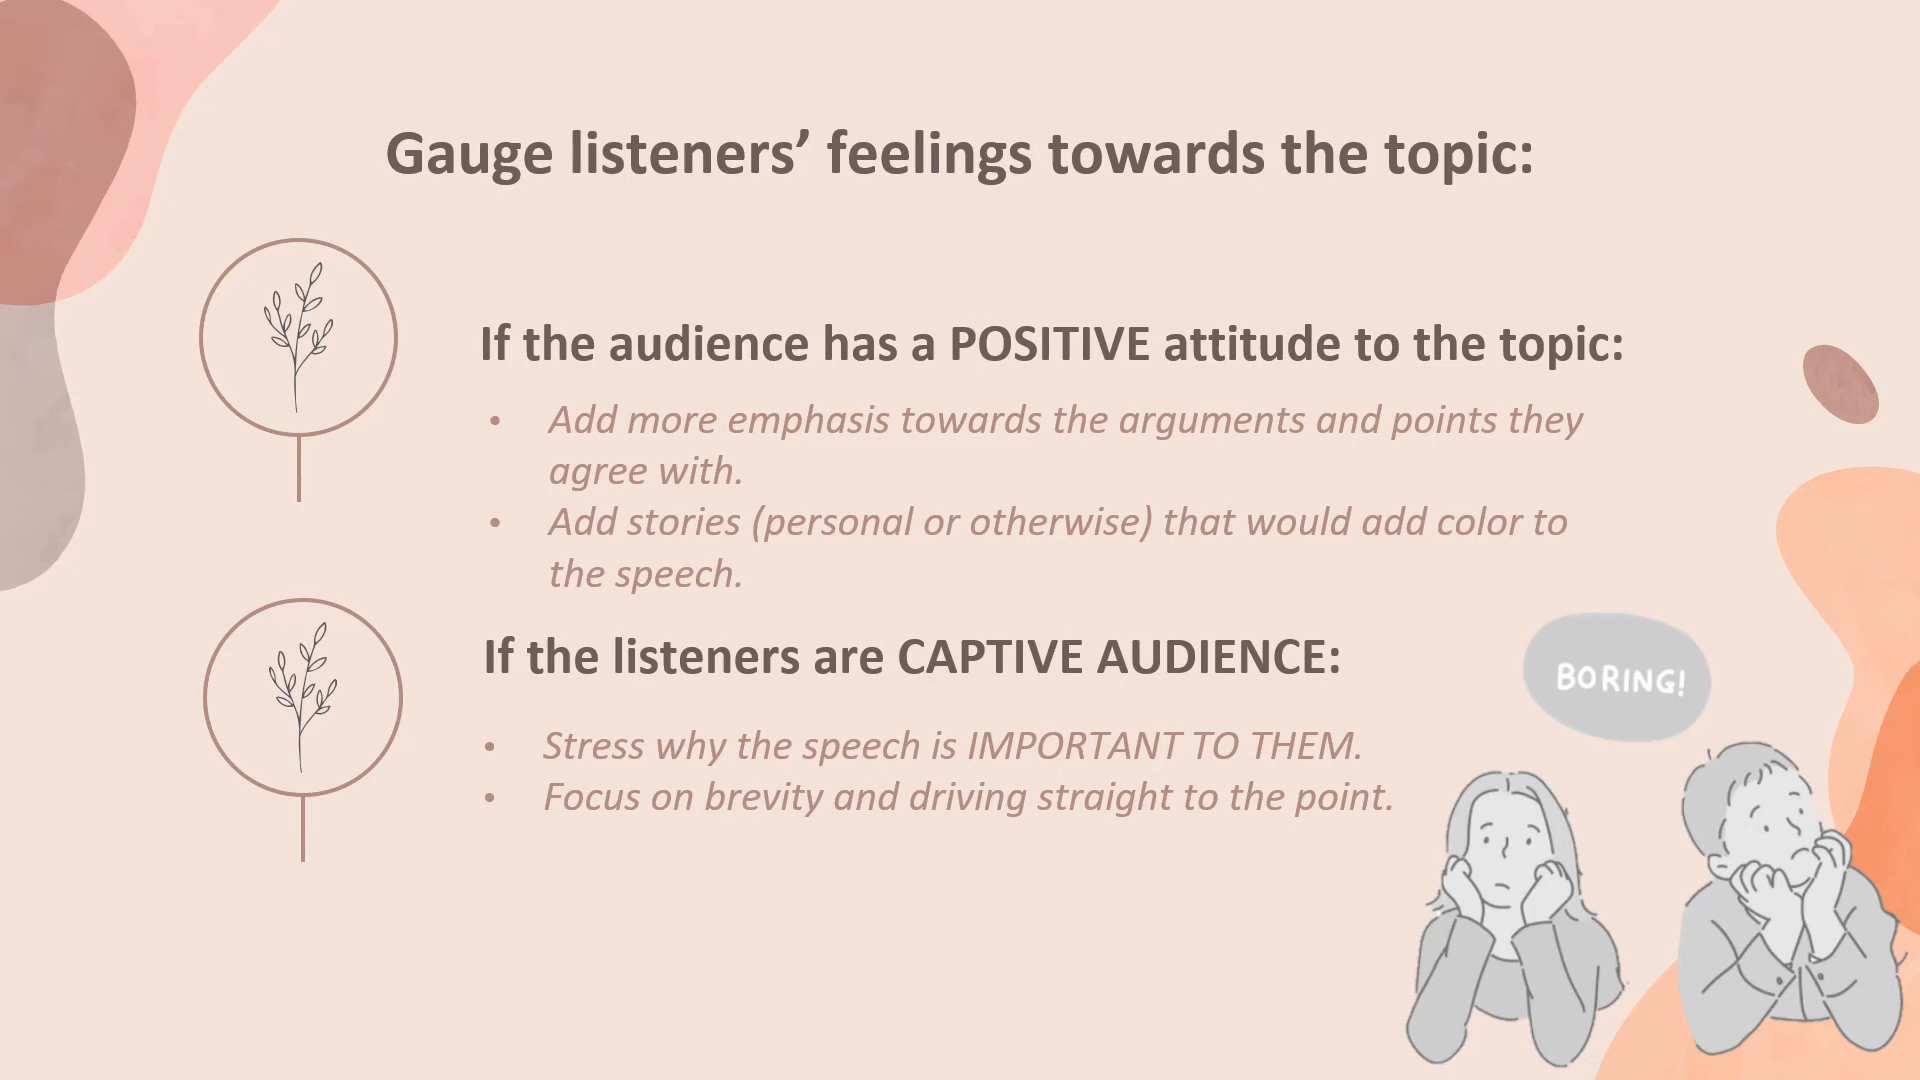 Gauge listeners’ feelings towards the topic:
If the audience has a POSITIVE attitude to the topic:
• Add more emphasis towards the arguments and points they
agree with.
• Add stories (personal or otherwise) that would add color to
the speech.
If the listeners are CAPTIVE AUDIENCE:
• Stress why the speech is IMPORTANT TO THEM.
• Focus on brevity and driving straight to the point.
BORING!